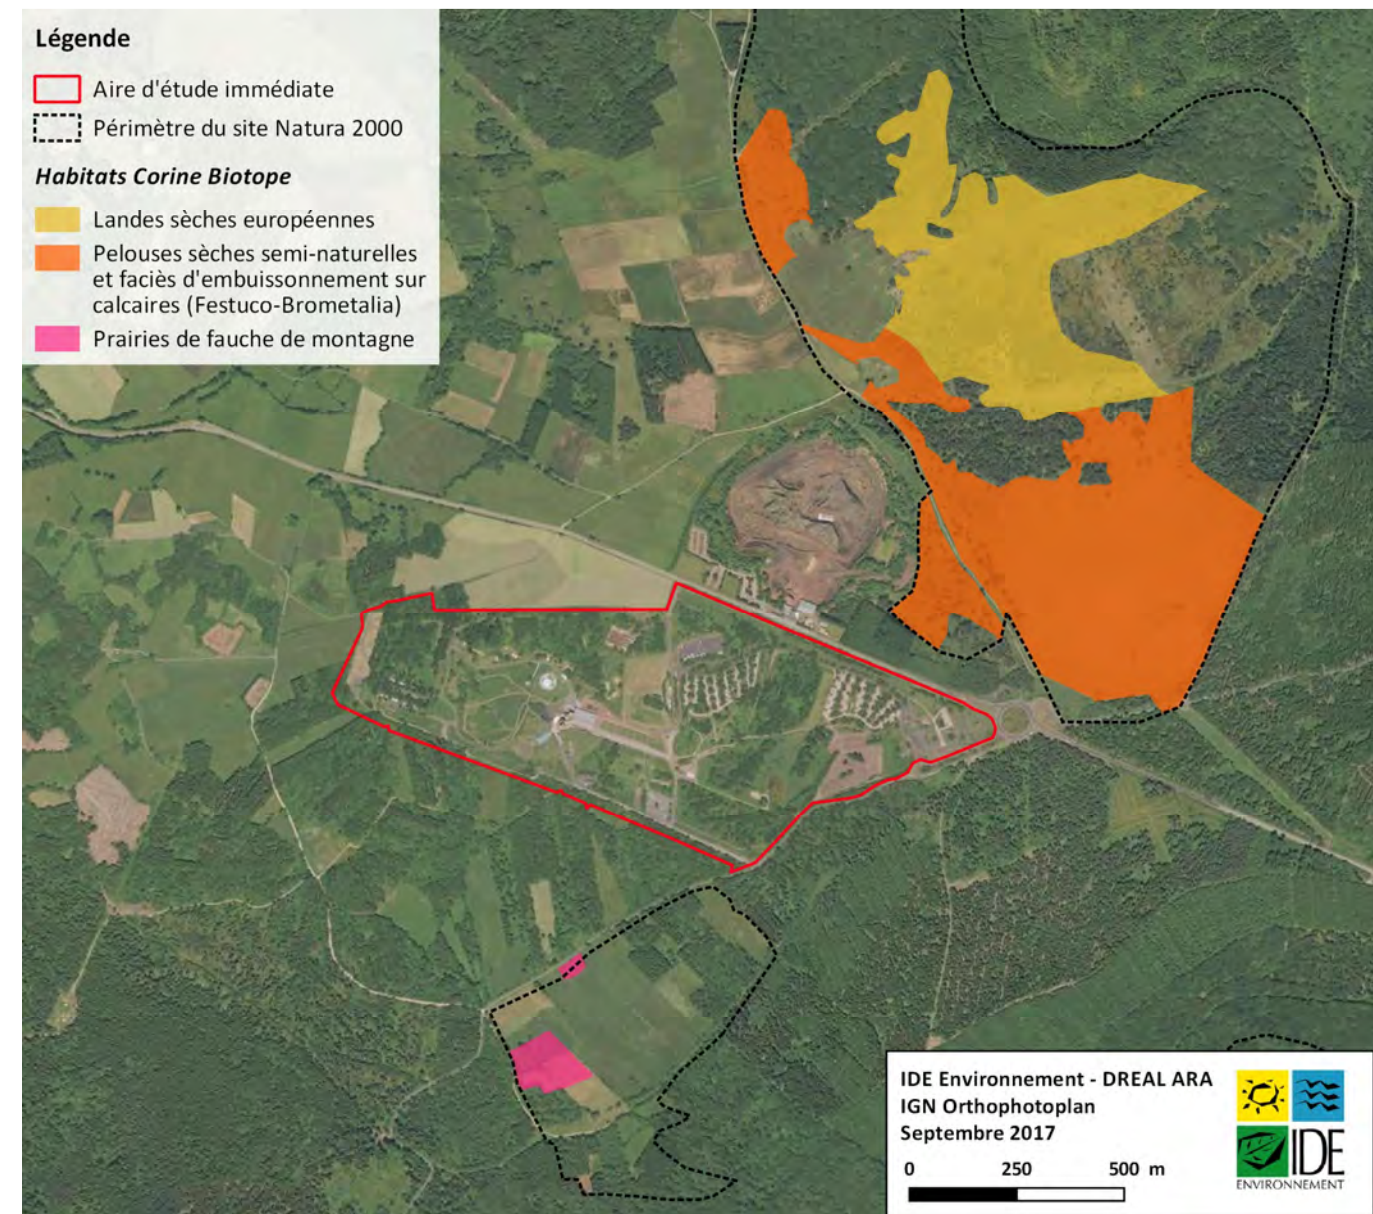 Légende
Aire d'étude immédiate
Périmètre du site Natura 2000
Habitats Corine Biotope
Landes sèches européennes
Pelouses sèches semi-naturelles
et faciès d'embuissonnement sur
calcaires (Festuco-Brometalia)
Prairies de fauche de montagne
IDE Environnement - DREAL ARA
IGN Orthophotoplan
Septembre 2017
0 250 500 m
IDE
ENVIRONNEMENT